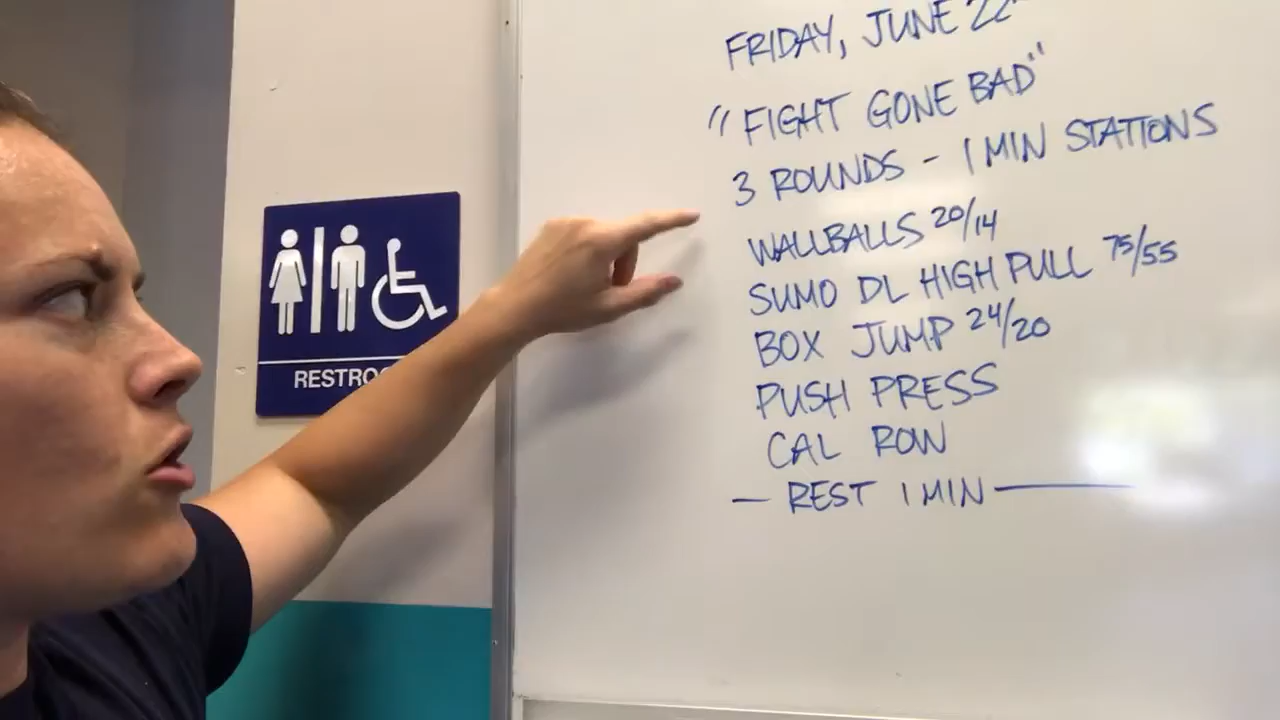 FRIDAY, JUNE 22
"FIGHT GONE BAD"
3 ROUNDS - 1 MIN STATIONS
WALLBALLS 20/14
SUMO DL HIGH PULL 75/55
BOX JUMP 24/20
PUSH PRESS
CAL ROW
— REST 1 MIN —